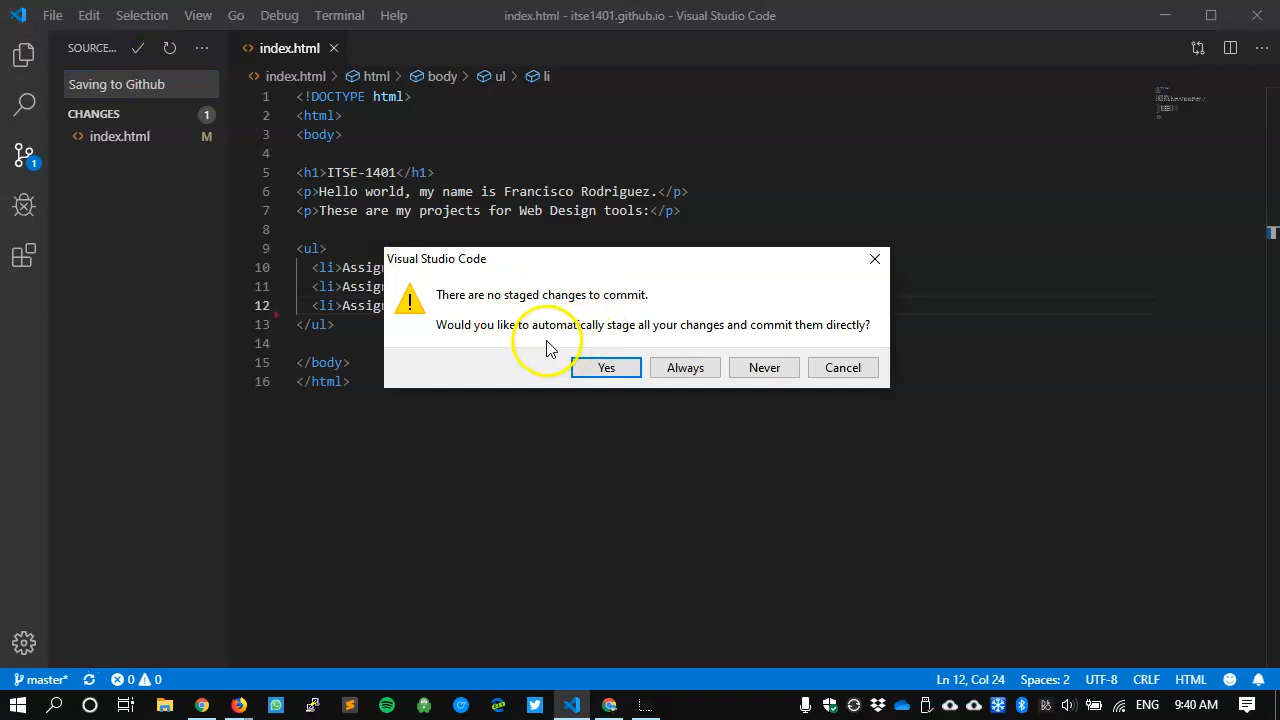 File Edit Selection View Go Debug Terminal Help
index.html - itse1401.github.io - Visual Studio Code
SOURCE...
index.html
Saving to Github
index.html > html > body > ul > li
CHANGES 1
index.html M
1
1 <!DOCTYPE html>
2 <html>
3 <body>
4
5 <h1>ITSE-1401</h1>
6 <p>Hello world, my name is Francisco Rodriguez.</p>
7 <p>These are my projects for Web Design tools:</p>
8
9 <ul>
10 <li>Assig
11 <li>Assig
12 <li>Assig
13 </ul>
14
15 </body>
16 </html>
Visual Studio Code
There are no staged changes to commit.
Would you like to automatically stage all your changes and commit them directly?
Yes Always Never Cancel
master* 0 0 Ln 12, Col 24 Spaces: 2 UTF-8 CRLF HTML
ENG 9:40 AM